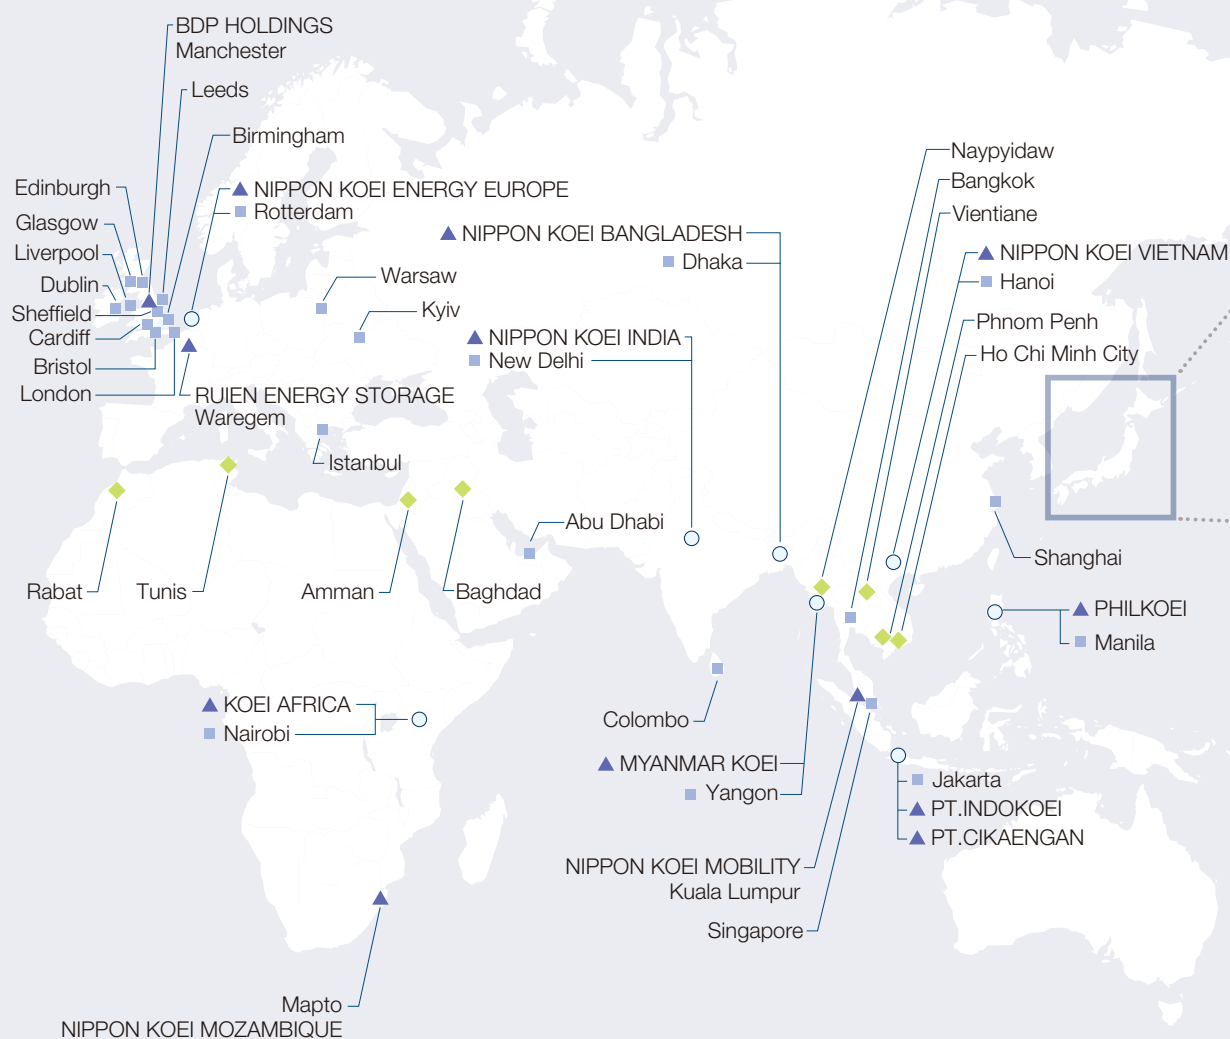 BDP HOLDINGS
Manchester
Leeds
Birmingham
Edinburgh
Glasgow
Liverpool
Dublin
Sheffield
Cardiff
Bristol
London
NIPPON KOEI ENERGY EUROPE
Rotterdam
RUIEN ENERGY STORAGE
Waregem
Warsaw
Kyiv
Istanbul
NIPPON KOEI BANGLADESH
Dhaka
NIPPON KOEI INDIA
New Delhi
Naypyidaw
Bangkok
Vientiane
NIPPON KOEI VIETNAM
Hanoi
Phnom Penh
Ho Chi Minh City
Abu Dhabi
Shanghai
Rabat
Tunis
Amman
Baghdad
PHILKOEI
Manila
KOEI AFRICA
Nairobi
Colombo
MYANMAR KOEI
Yangon
Jakarta
PT.INDOKOEI
PT.CIKAENGAN
NIPPON KOEI MOBILITY
Kuala Lumpur
Singapore
Mapto
NIPPON KOEI MOZAMBIQUE